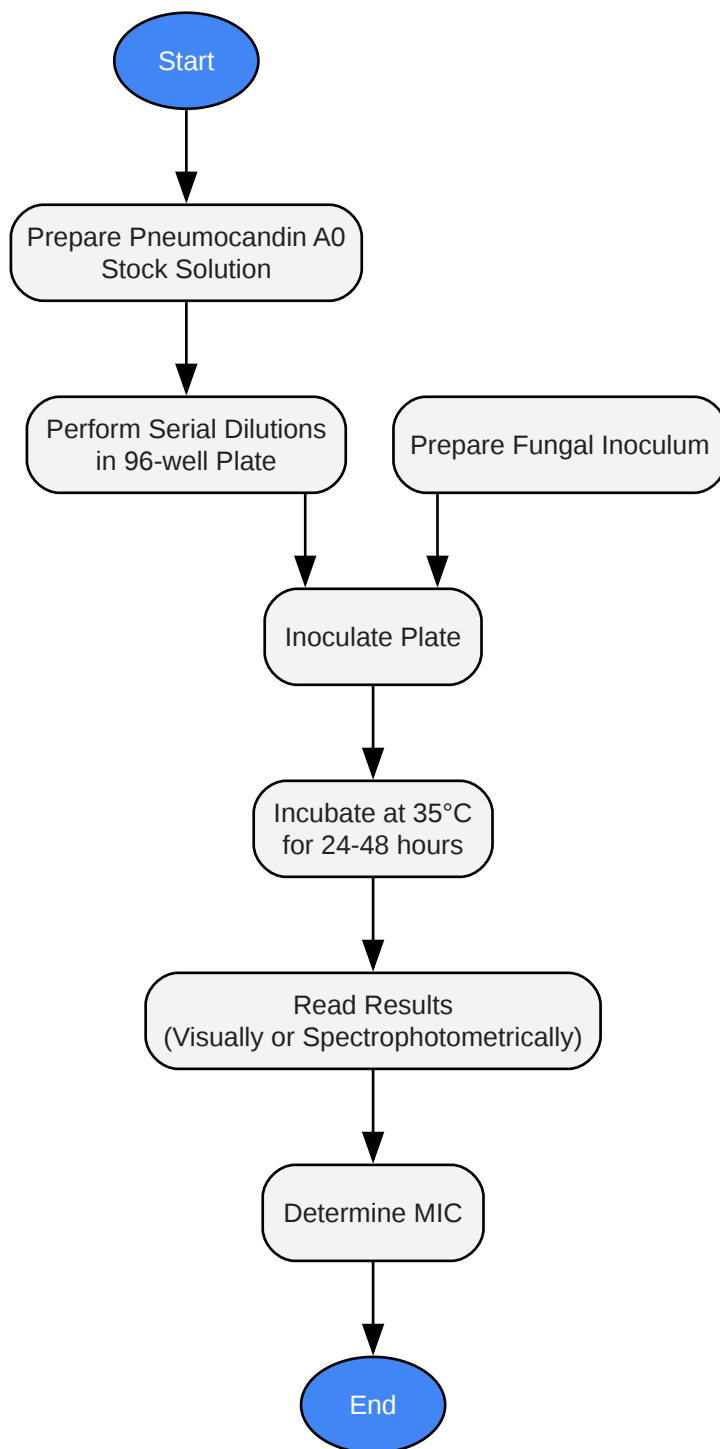 Start
Prepare Pneumocandin A0
Stock Solution
Perform Serial Dilutions
in 96-well Plate
Prepare Fungal Inoculum
Inoculate Plate
Incubate at 35°C
for 24-48 hours
Read Results
(Visually or Spectrophotometrically)
Determine MIC
End